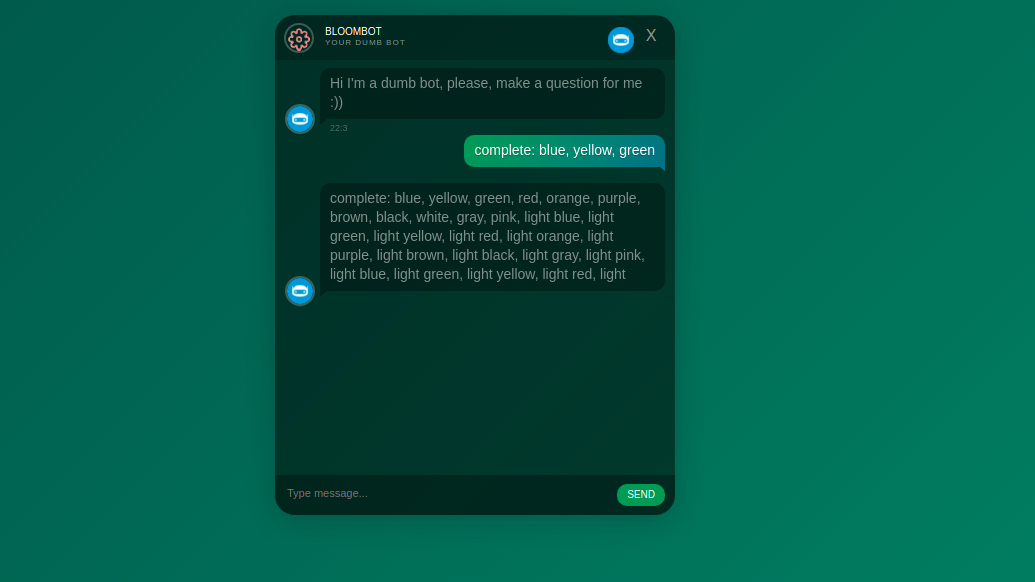 BLOOMBOT
YOUR DUMB BOT
X
Hi I'm a dumb bot, please, make a question for me
:))
22:3
complete: blue, yellow, green
complete: blue, yellow, green, red, orange, purple,
brown, black, white, gray, pink, light blue, light
green, light yellow, light red, light orange, light
purple, light brown, light black, light gray, light pink,
light blue, light green, light yellow, light red, light
Type message...
SEND